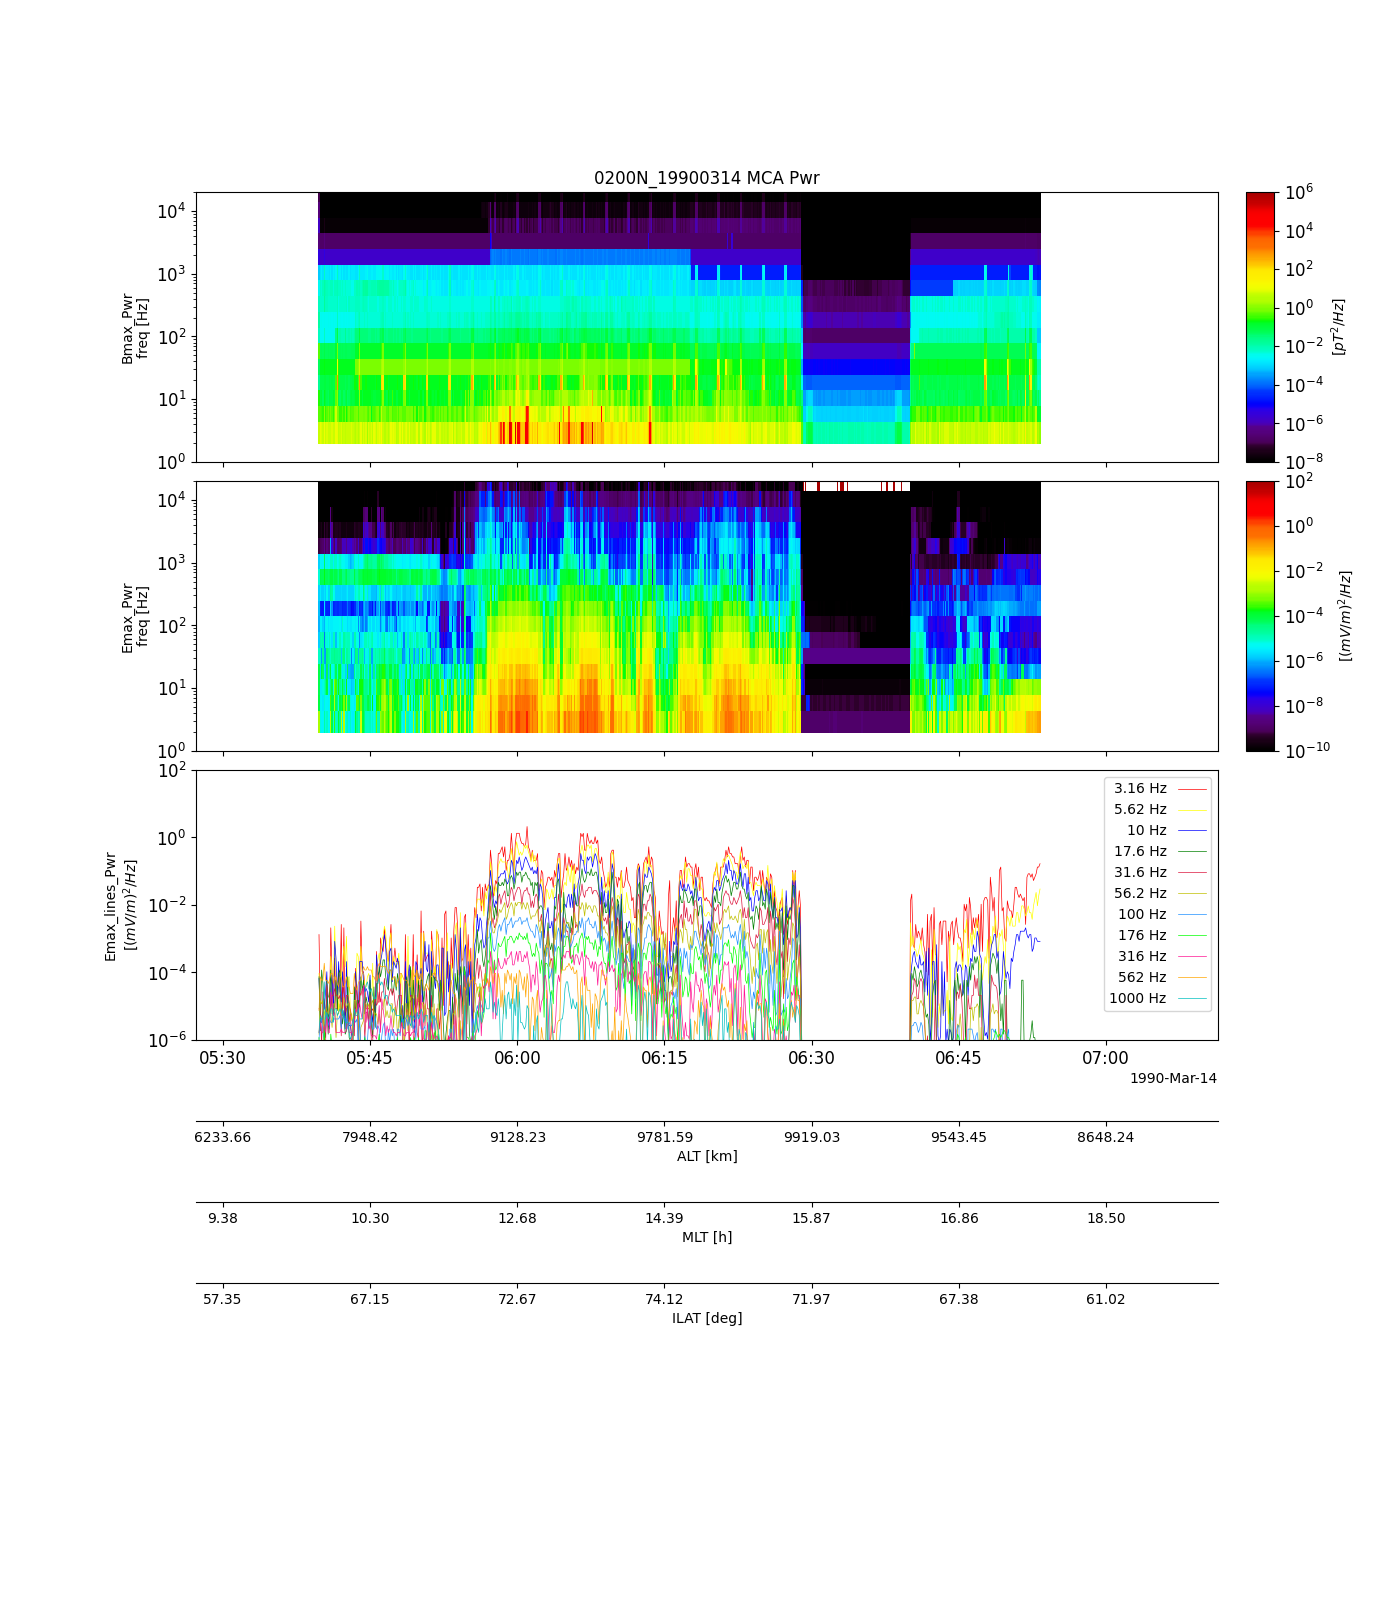 0200N_19900314 MCA Pwr
10^4
10^3
10^2
10^1
10^0
Bmax_Pwr
freq [Hz]
10^6
10^4
10^2
10^0
10^-2
10^-4
10^-6
10^-8
[pT^2/Hz]
10^4
10^3
10^2
10^1
10^0
Emax_Pwr
freq [Hz]
10^2
10^0
10^-2
10^-4
10^-6
10^-8
10^-10
[(mV/m)^2/Hz]
10^2
10^0
10^-2
10^-4
10^-6
Emax_lines_Pwr
[(mV/m)^2/Hz]
3.16 Hz
5.62 Hz
10 Hz
17.6 Hz
31.6 Hz
56.2 Hz
100 Hz
176 Hz
316 Hz
562 Hz
1000 Hz
05:30 05:45 06:00 06:15 06:30 06:45 07:00
1990-Mar-14
6233.66 7948.42 9128.23 9781.59 9919.03 9543.45 8648.24
ALT [km]
9.38 10.30 12.68 14.39 15.87 16.86 18.50
MLT [h]
57.35 67.15 72.67 74.12 71.97 67.38 61.02
ILAT [deg]